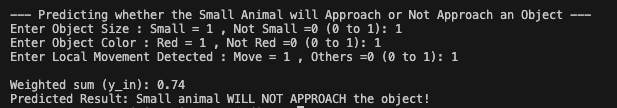 --- Predicting whether the Small Animal will Approach or Not Approach an Object ---
Enter Object Size : Small = 1 , Not Small =0 (0 to 1): 1
Enter Object Color : Red = 1 , Not Red =0 (0 to 1): 1
Enter Local Movement Detected : Move = 1 , Others =0 (0 to 1): 1
Weighted sum (y_in): 0.74
Predicted Result: Small animal WILL NOT APPROACH the object!